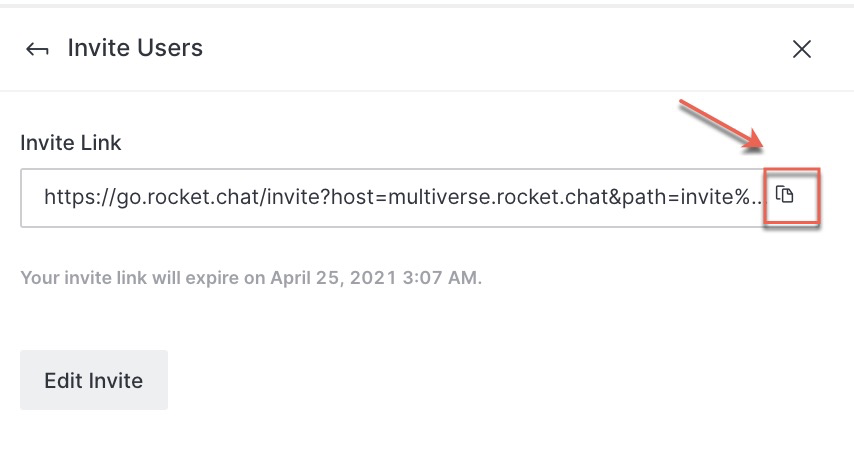 Invite Users
Invite Link
https://go.rocket.chat/invite?host=multiverse.rocket.chat&path=invite%...
Your invite link will expire on April 25, 2021 3:07 AM.
Edit Invite